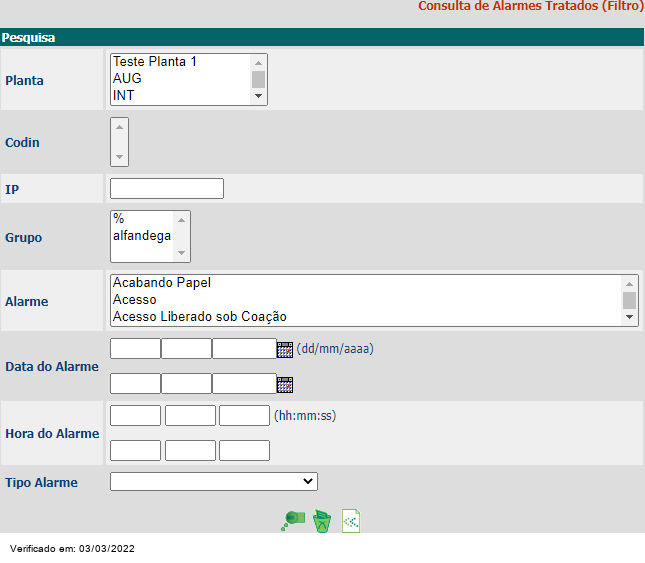 Consulta de Alarmes Tratados (Filtro)
Pesquisa
Planta
Teste Planta 1
AUG
INT
Codin
IP
Grupo
%
alfandega
Alarme
Acabando Papel
Acesso
Acesso Liberado sob Coação
Data do Alarme
(dd/mm/aaaa)
Hora do Alarme
(hh:mm:ss)
Tipo Alarme
Verificado em: 03/03/2022